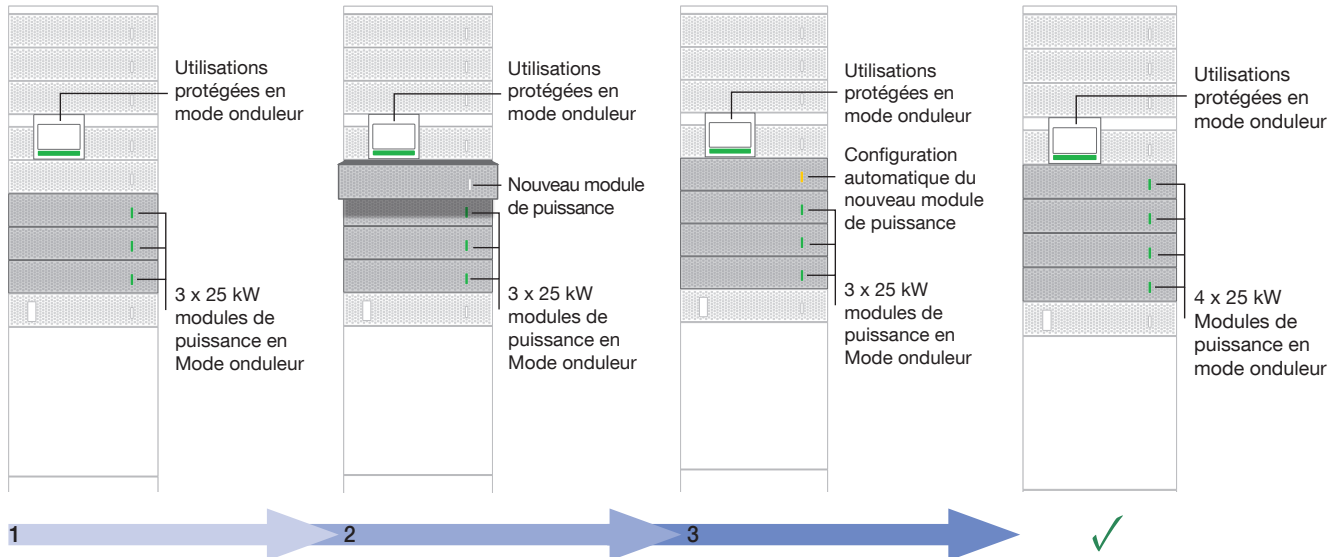 Utilisations
protégées en
mode onduleur
3 x 25 kW
modules de
puissance en
Mode onduleur
Utilisations
protégées en
mode onduleur
Nouveau module
de puissance
3 x 25 kW
modules de
puissance en
Mode onduleur
Utilisations
protégées en
mode onduleur
Configuration
automatique du
nouveau module
de puissance
3 x 25 kW
modules de
puissance en
Mode onduleur
Utilisations
protégées en
mode onduleur
4 x 25 kW
Modules de
puissance en
mode onduleur
1
2
3